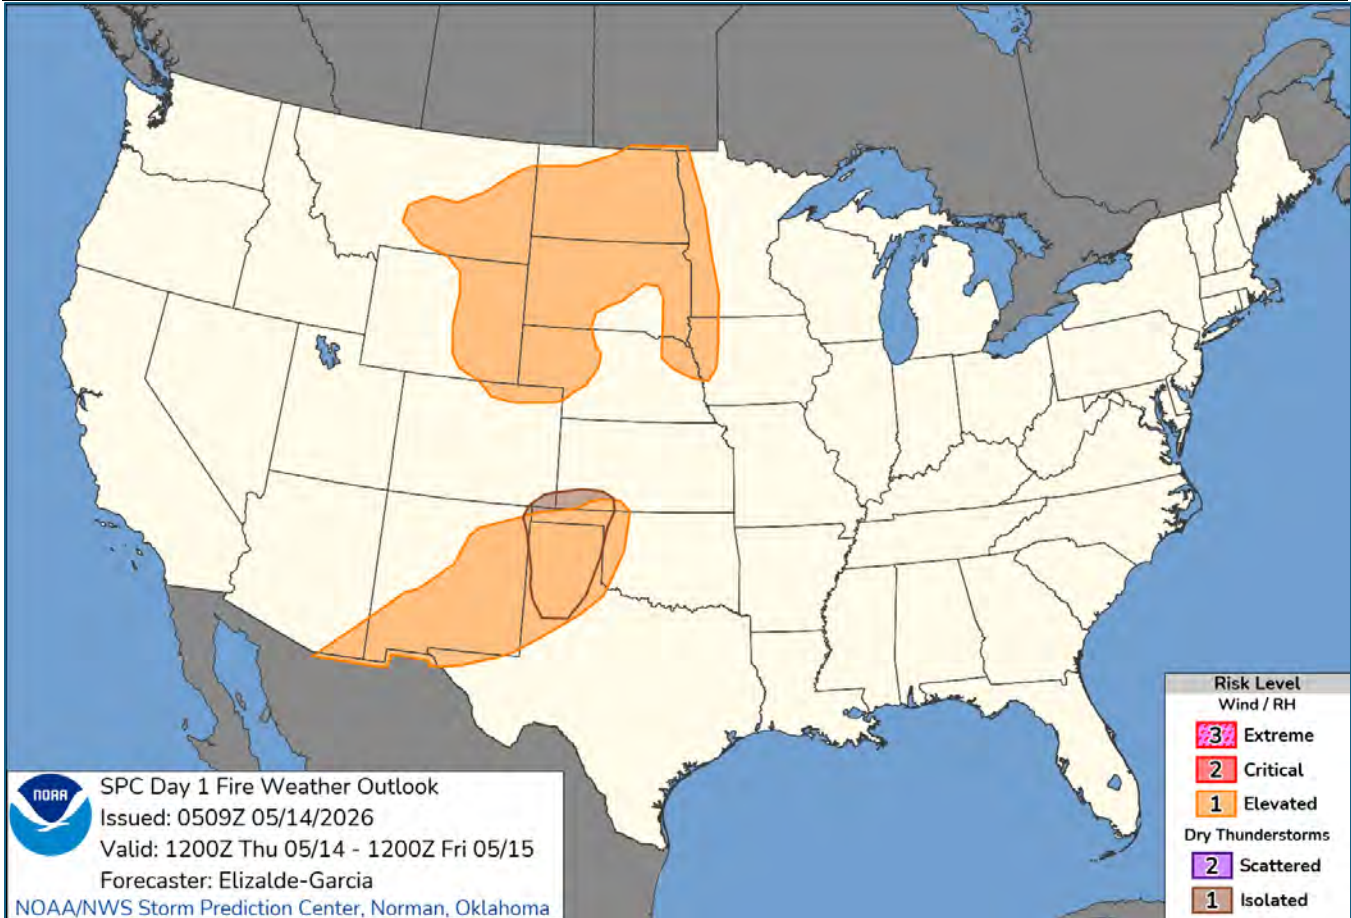 Risk Level
Wind / RH
3 Extreme
2 Critical
1 Elevated
Dry Thunderstorms
2 Scattered
1 Isolated
NOAA
SPC Day 1 Fire Weather Outlook
Issued: 0509Z 05/14/2026
Valid: 1200Z Thu 05/14 - 1200Z Fri 05/15
Forecaster: Elizalde-Garcia
NOAA/NWS Storm Prediction Center, Norman, Oklahoma